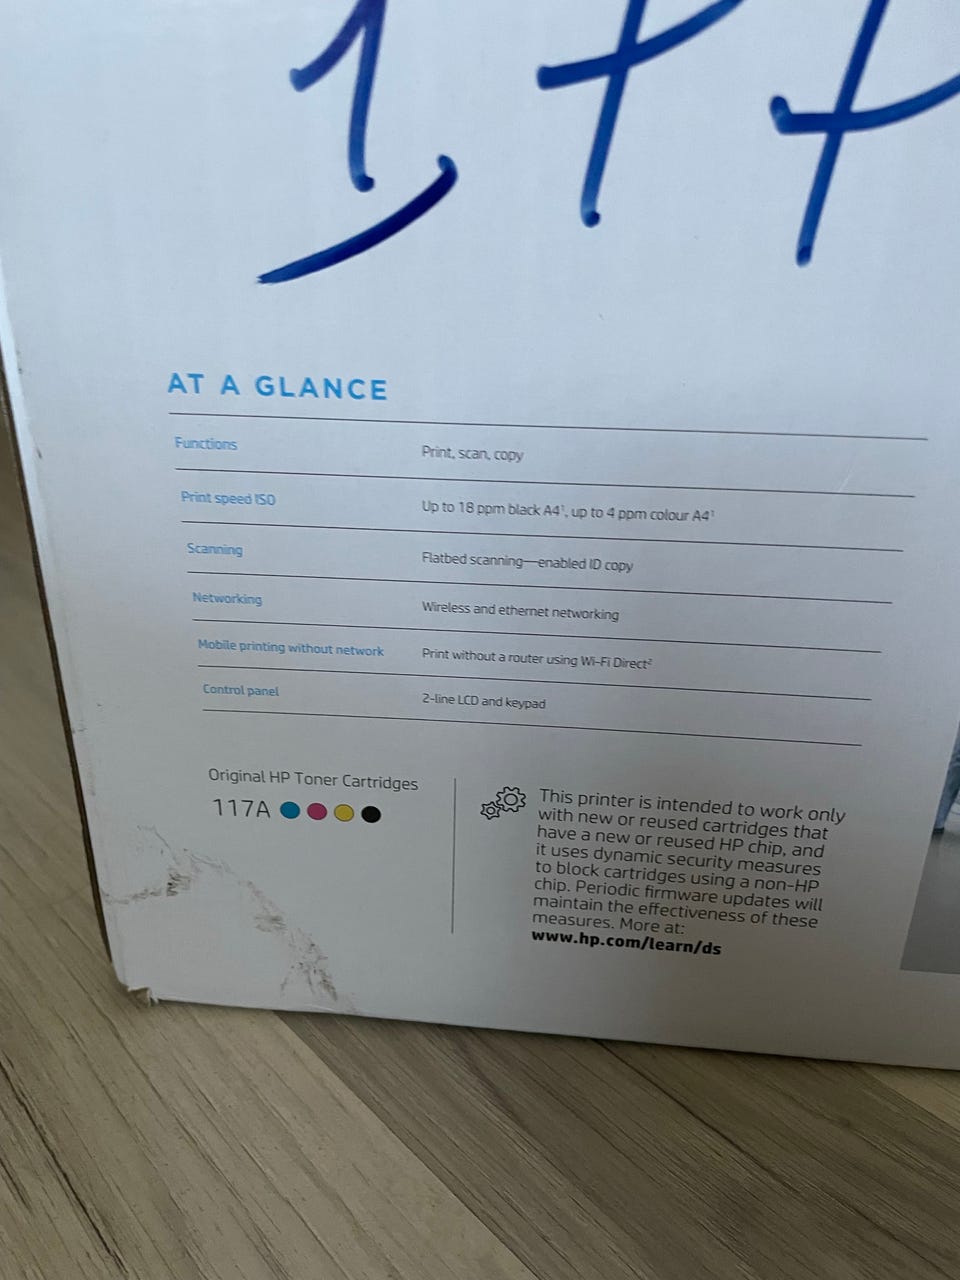 AT A GLANCE
Functions Print, scan, copy
Print speed ISO Up to 18 ppm black A4¹, up to 4 ppm colour A4¹
Scanning Flatbed scanning—enabled ID copy
Networking Wireless and ethernet networking
Mobile printing without network Print without a router using Wi-Fi Direct²
Control panel 2-line LCD and keypad
Original HP Toner Cartridges
117A
This printer is intended to work only
with new or reused cartridges that
have a new or reused HP chip, and
it uses dynamic security measures
to block cartridges using a non-HP
chip. Periodic firmware updates will
maintain the effectiveness of these
measures. More at:
www.hp.com/learn/ds